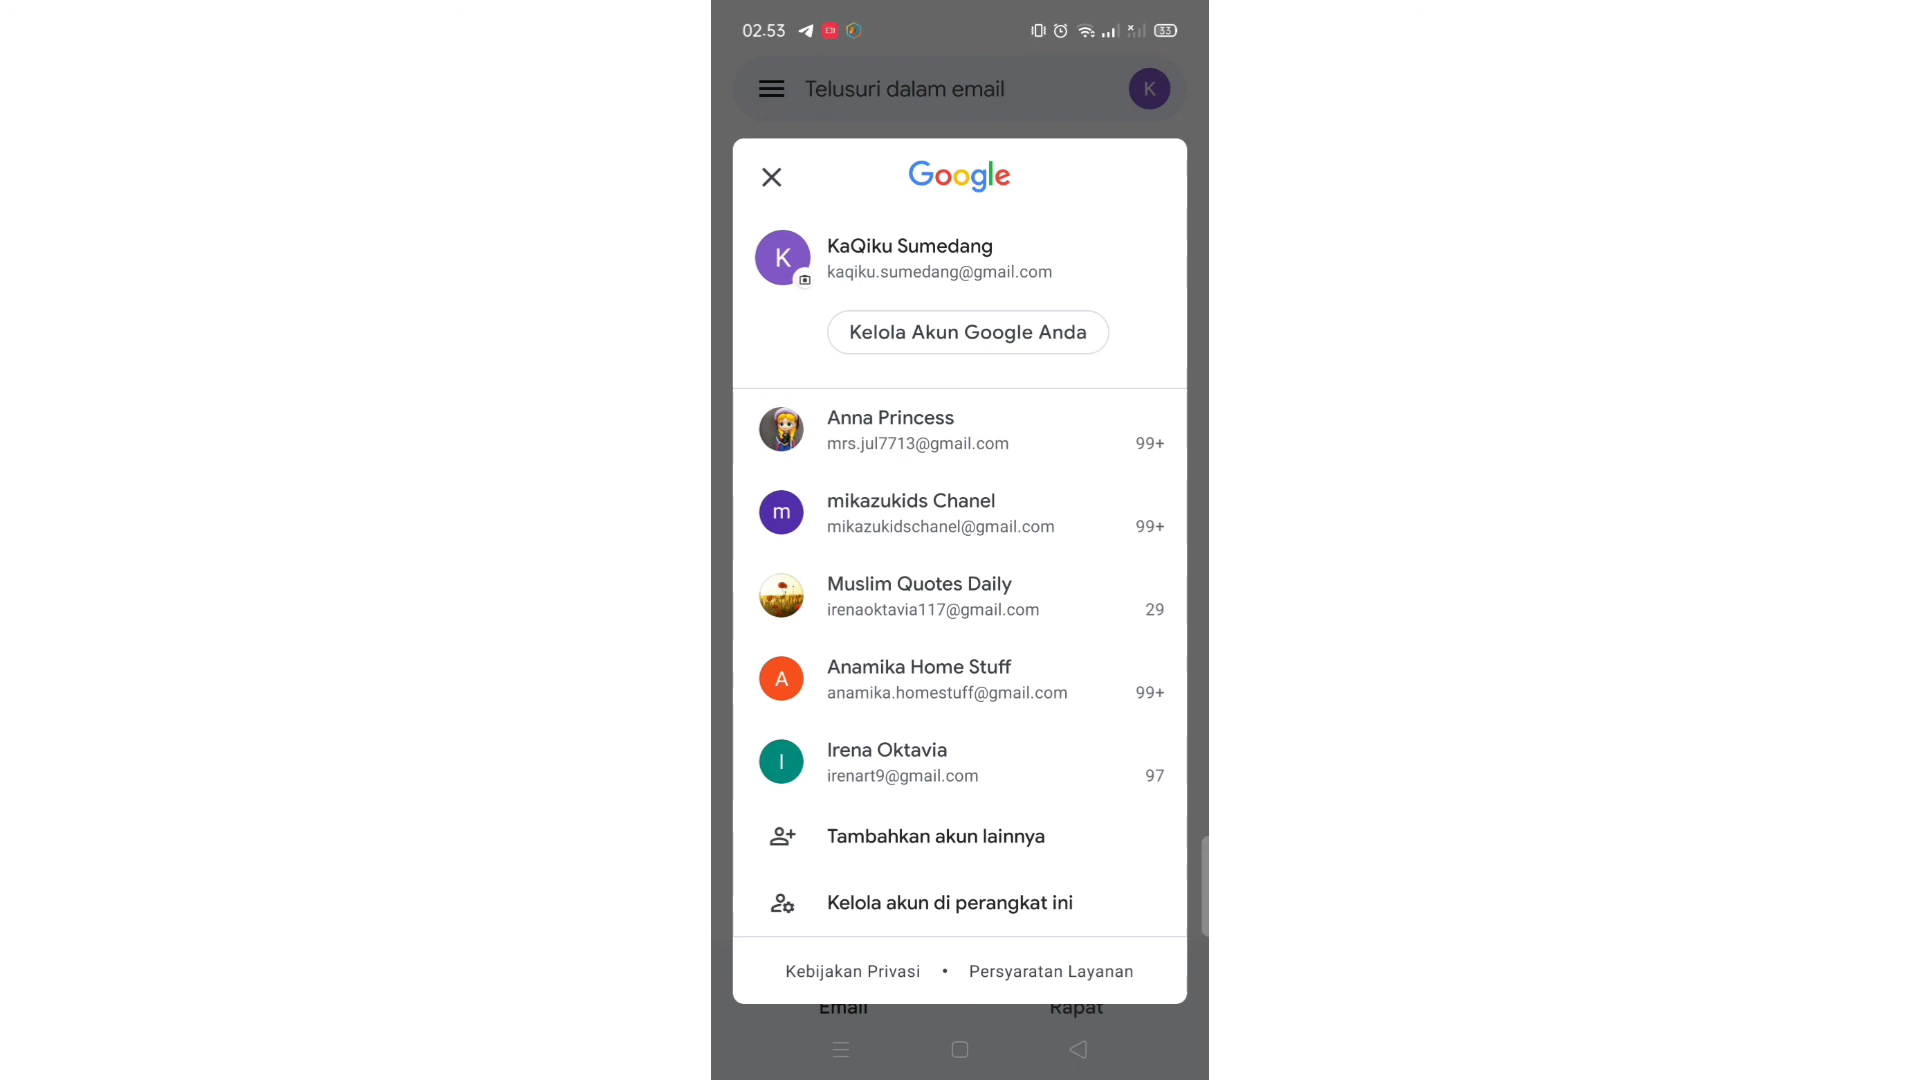 02.53
33
Telusuri dalam email
K
Google
K
KaQiku Sumedang
kaqiku.sumedang@gmail.com
Kelola Akun Google Anda
Anna Princess
mrs.jul7713@gmail.com
99+
m
mikazukids Chanel
mikazukidschanel@gmail.com
99+
Muslim Quotes Daily
irenaoktavia117@gmail.com
29
A
Anamika Home Stuff
anamika.homestuff@gmail.com
99+
I
Irena Oktavia
irenart9@gmail.com
97
Tambahkan akun lainnya
Kelola akun di perangkat ini
Kebijakan Privasi • Persyaratan Layanan
Email
Rapat